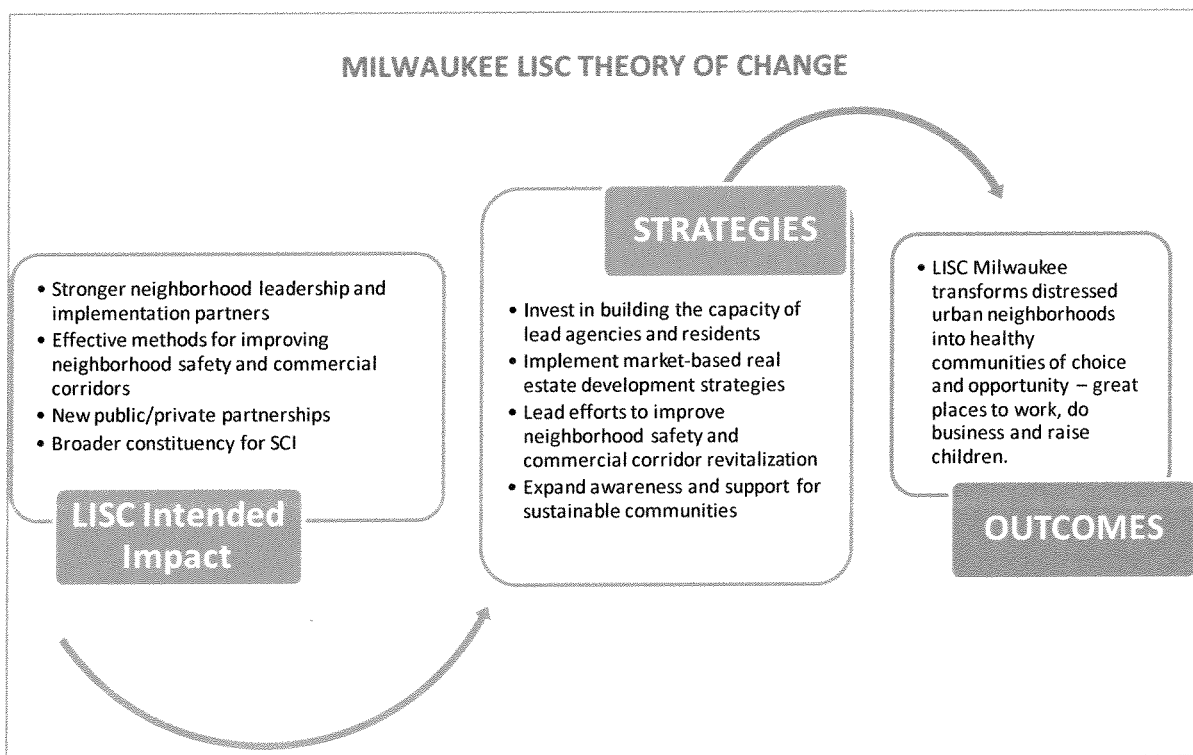 MILWAUKEE LISC THEORY OF CHANGE
• Stronger neighborhood leadership and
implementation partners
• Effective methods for improving
neighborhood safety and commercial
corridors
• New public/private partnerships
• Broader constituency for SCI
LISC Intended
Impact
STRATEGIES
• Invest in building the capacity of
lead agencies and residents
• Implement market-based real
estate development strategies
• Lead efforts to improve
neighborhood safety and
commercial corridor revitalization
• Expand awareness and support for
sustainable communities
• LISC Milwaukee
transforms distressed
urban neighborhoods
into healthy
communities of choice
and opportunity – great
places to work, do
business and raise
children.
OUTCOMES